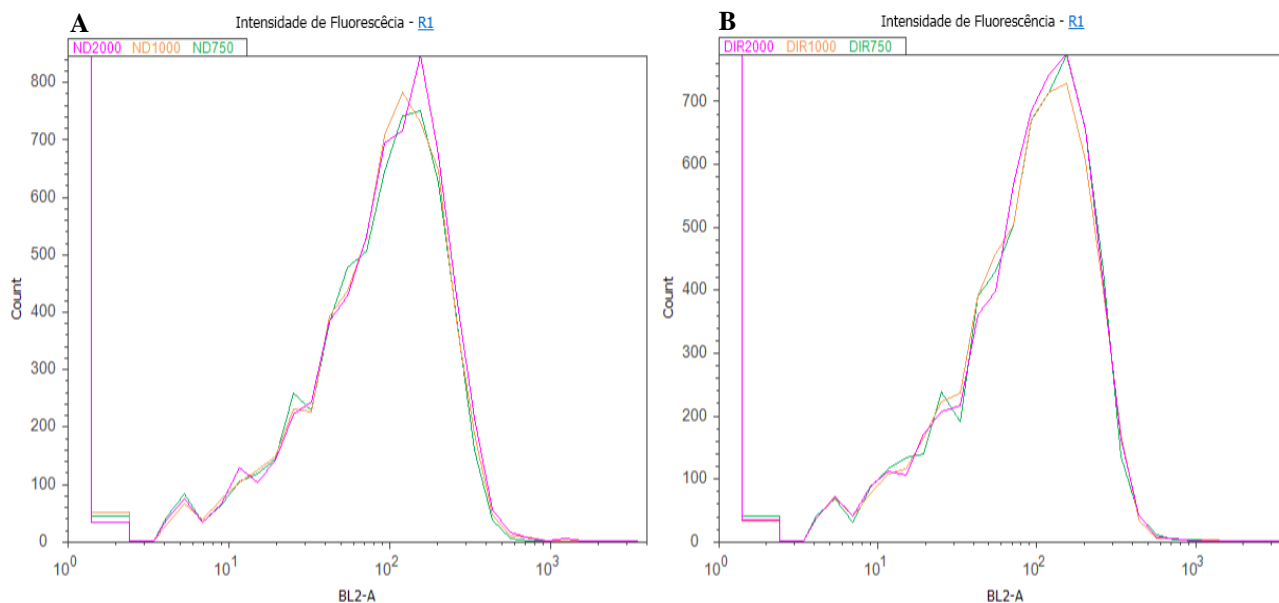 A
Intensidade de Fluorescêcia - R1
ND2000 ND1000 ND750
800
700
600
500
400
300
200
100
0
Count
10⁰ 10¹ 10² 10³
BL2-A
B
Intensidade de Fluorescência - R1
DIR2000 DIR1000 DIR750
700
600
500
400
300
200
100
0
Count
10⁰ 10¹ 10² 10³
BL2-A